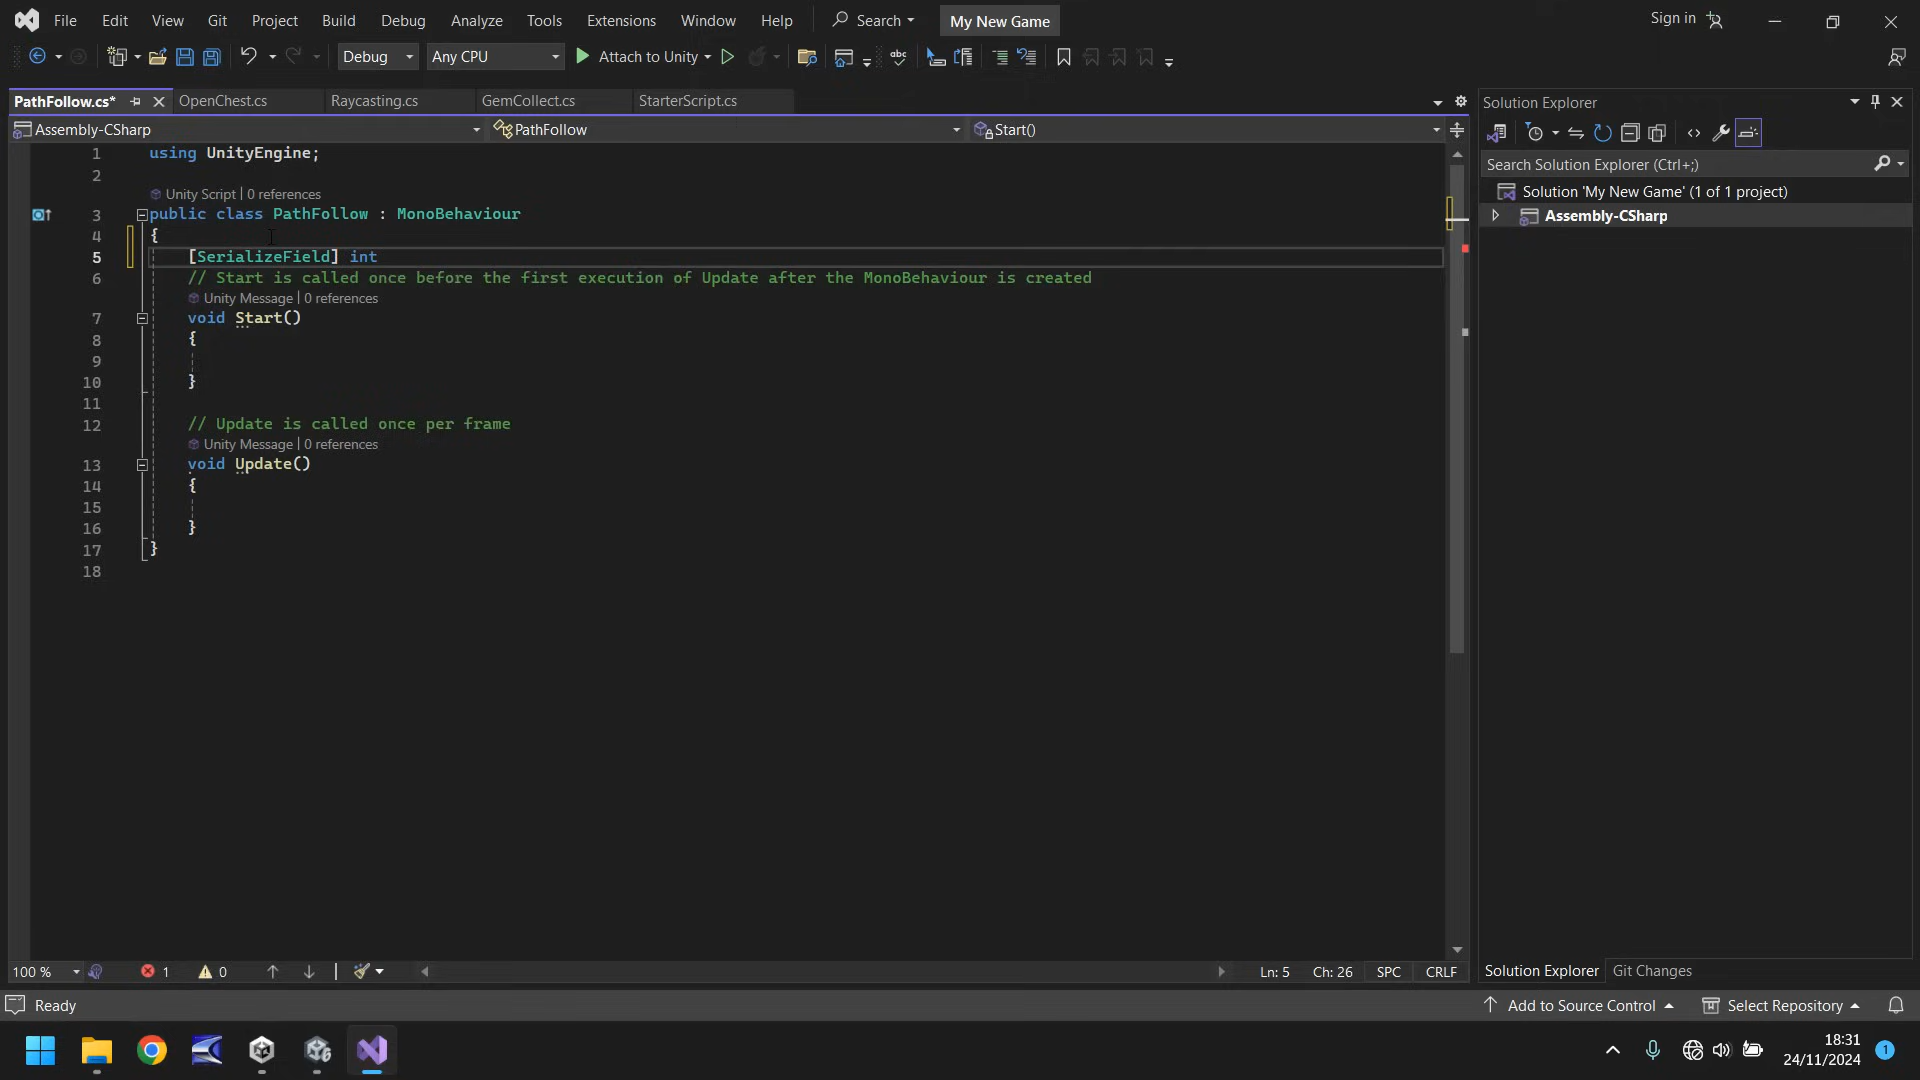 File Edit View Git Project Build Debug Analyze Tools Extensions Window Help Search My New Game Sign in
Debug Any CPU Attach to Unity
PathFollow.cs* OpenChest.cs Raycasting.cs GemCollect.cs StarterScript.cs
Assembly-CSharp PathFollow Start()
1 using UnityEngine;
2
Unity Script | 0 references
3 public class PathFollow : MonoBehaviour
4 {
5 [SerializeField] int
6 // Start is called once before the first execution of Update after the MonoBehaviour is created
Unity Message | 0 references
7 void Start()
8 {
9
10 }
11
12 // Update is called once per frame
Unity Message | 0 references
13 void Update()
14 {
15
16 }
17 }
18
100 % 1 0 Ln: 5 Ch: 26 SPC CRLF
Solution Explorer
Search Solution Explorer (Ctrl+;)
Solution 'My New Game' (1 of 1 project)
Assembly-CSharp
Solution Explorer Git Changes
Ready Add to Source Control Select Repository
18:31
24/11/2024
1